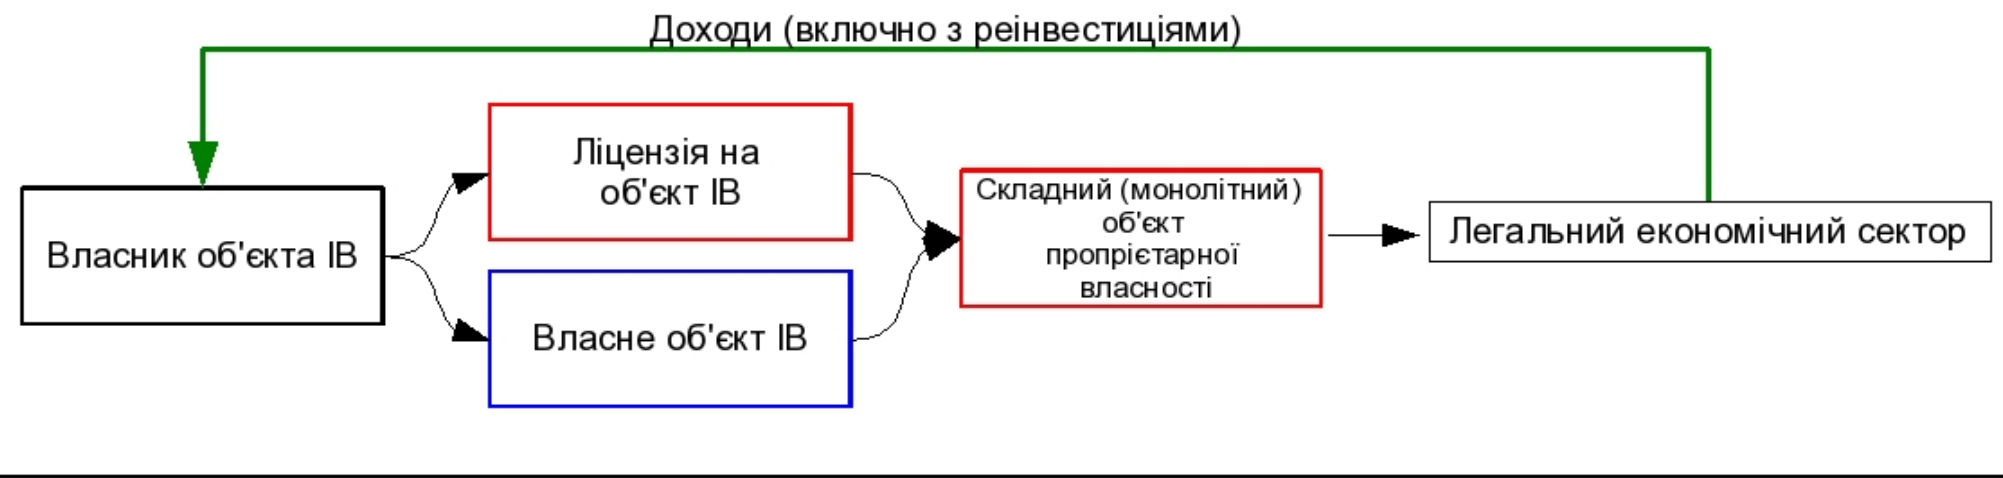 Доходи (включно з реінвестиціями)
Ліцензія на
об'єкт ІВ
Складний (монолітний)
об'єкт
пропрієтарної
власності
Легальний економічний сектор
Власник об'єкта ІВ
Власне об'єкт ІВ